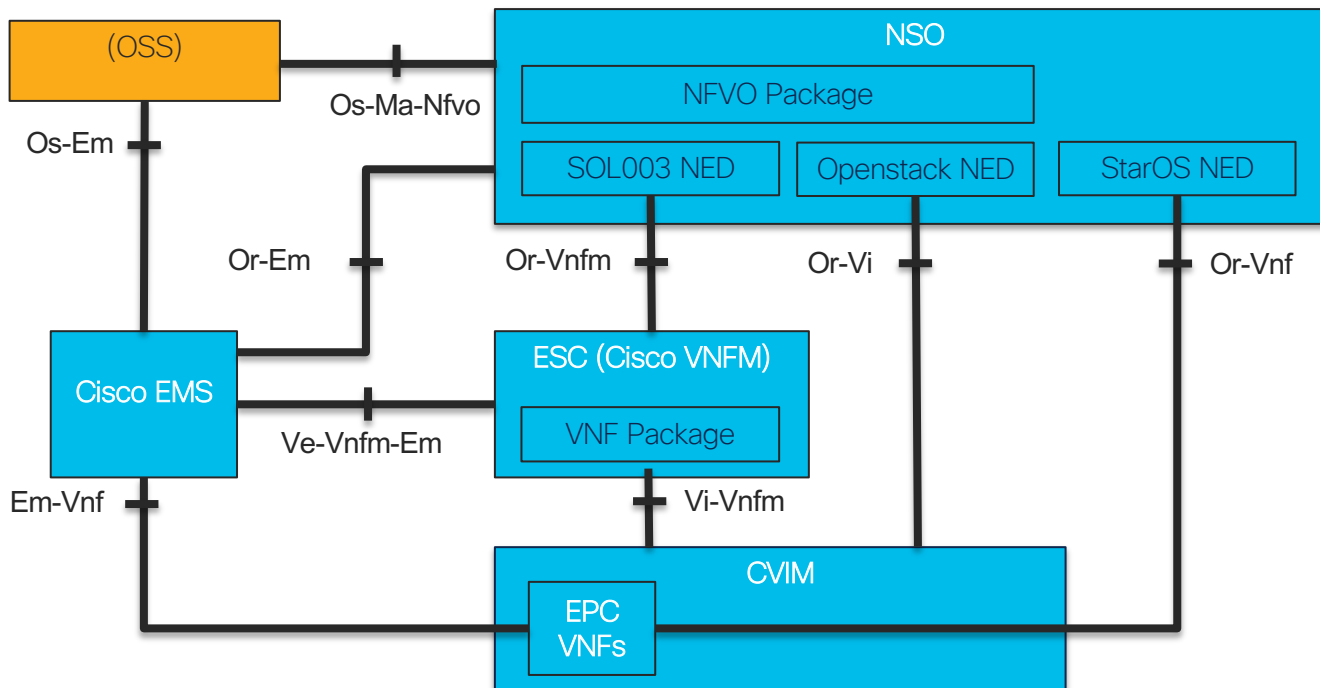 (OSS)
NSO
Os-Ma-Nfvo
NFVO Package
Os-Em
SOL003 NED
Openstack NED
StarOS NED
Or-Em
Or-Vnfm
Or-Vi
Or-Vnf
Cisco EMS
ESC (Cisco VNFM)
Ve-Vnfm-Em
VNF Package
Em-Vnf
Vi-Vnfm
CVIM
EPC
VNFs